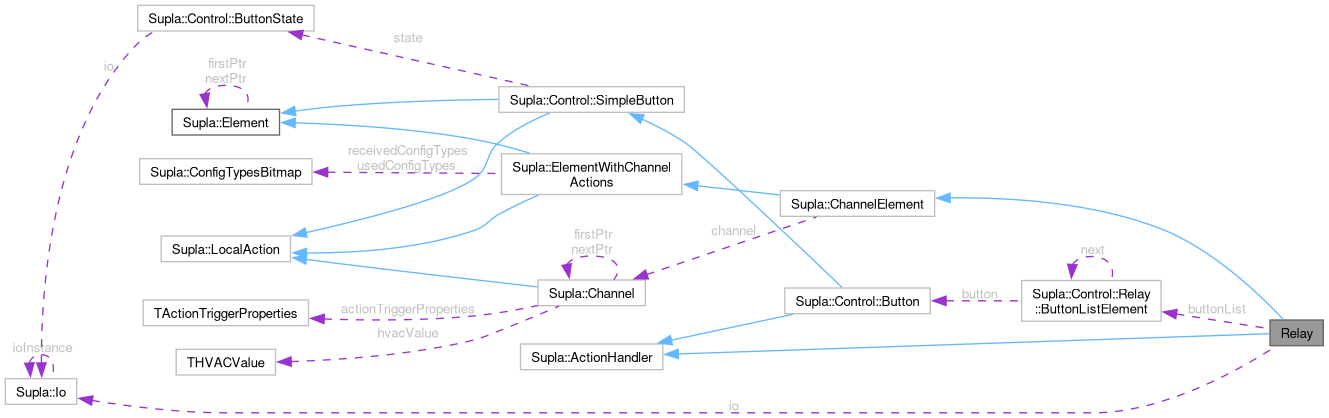 Supla::Control::ButtonState
state
io
firstPtr
nextPtr
Supla::Control::SimpleButton
Supla::Element
receivedConfigTypes
usedConfigTypes
Supla::ConfigTypesBitmap
Supla::ElementWithChannel
Actions
Supla::ChannelElement
channel
Supla::LocalAction
firstPtr
nextPtr
next
Supla::Channel
Supla::Control::Button
button
Supla::Control::Relay
::ButtonListElement
buttonList
TActionTriggerProperties
actionTriggerProperties
hvacValue
Relay
ioInstance
THVACValue
Supla::ActionHandler
Supla::Io
io